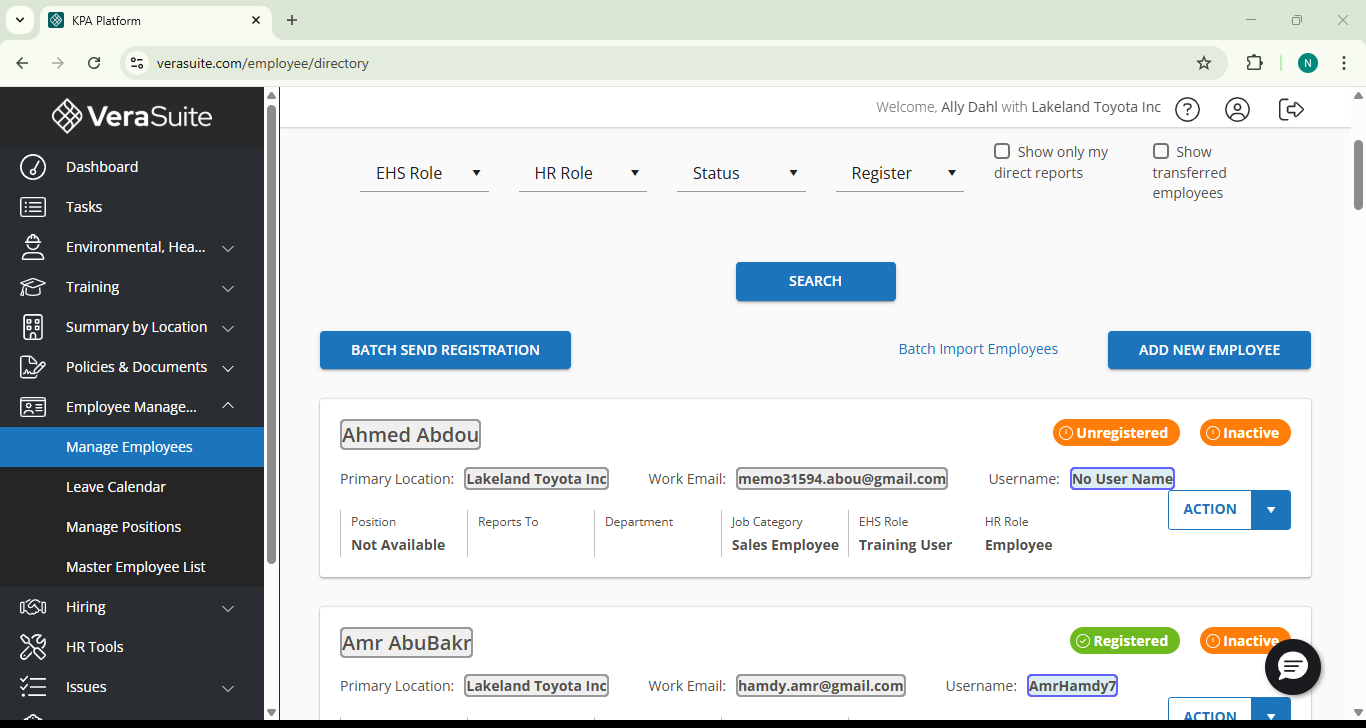 KPA Platform
verasuite.com/employee/directory
N
VeraSuite
Welcome, Ally Dahl with Lakeland Toyota Inc
?
Dashboard
Tasks
Environmental, Hea...
Training
Summary by Location
Policies & Documents
Employee Manage...
Manage Employees
Leave Calendar
Manage Positions
Master Employee List
Hiring
HR Tools
Issues
EHS Role
HR Role
Status
Register
Show only my
direct reports
Show
transferred
employees
SEARCH
BATCH SEND REGISTRATION
Batch Import Employees
ADD NEW EMPLOYEE
Ahmed Abdou
Unregistered
Inactive
Primary Location: Lakeland Toyota Inc
Work Email: memo31594.abou@gmail.com
Username: No User Name
ACTION
Position
Not Available
Reports To
Department
Job Category
Sales Employee
EHS Role
Training User
HR Role
Employee
Amr AbuBakr
Registered
Inactive
Primary Location: Lakeland Toyota Inc
Work Email: hamdy.amr@gmail.com
Username: AmrHamdy7
ACTION